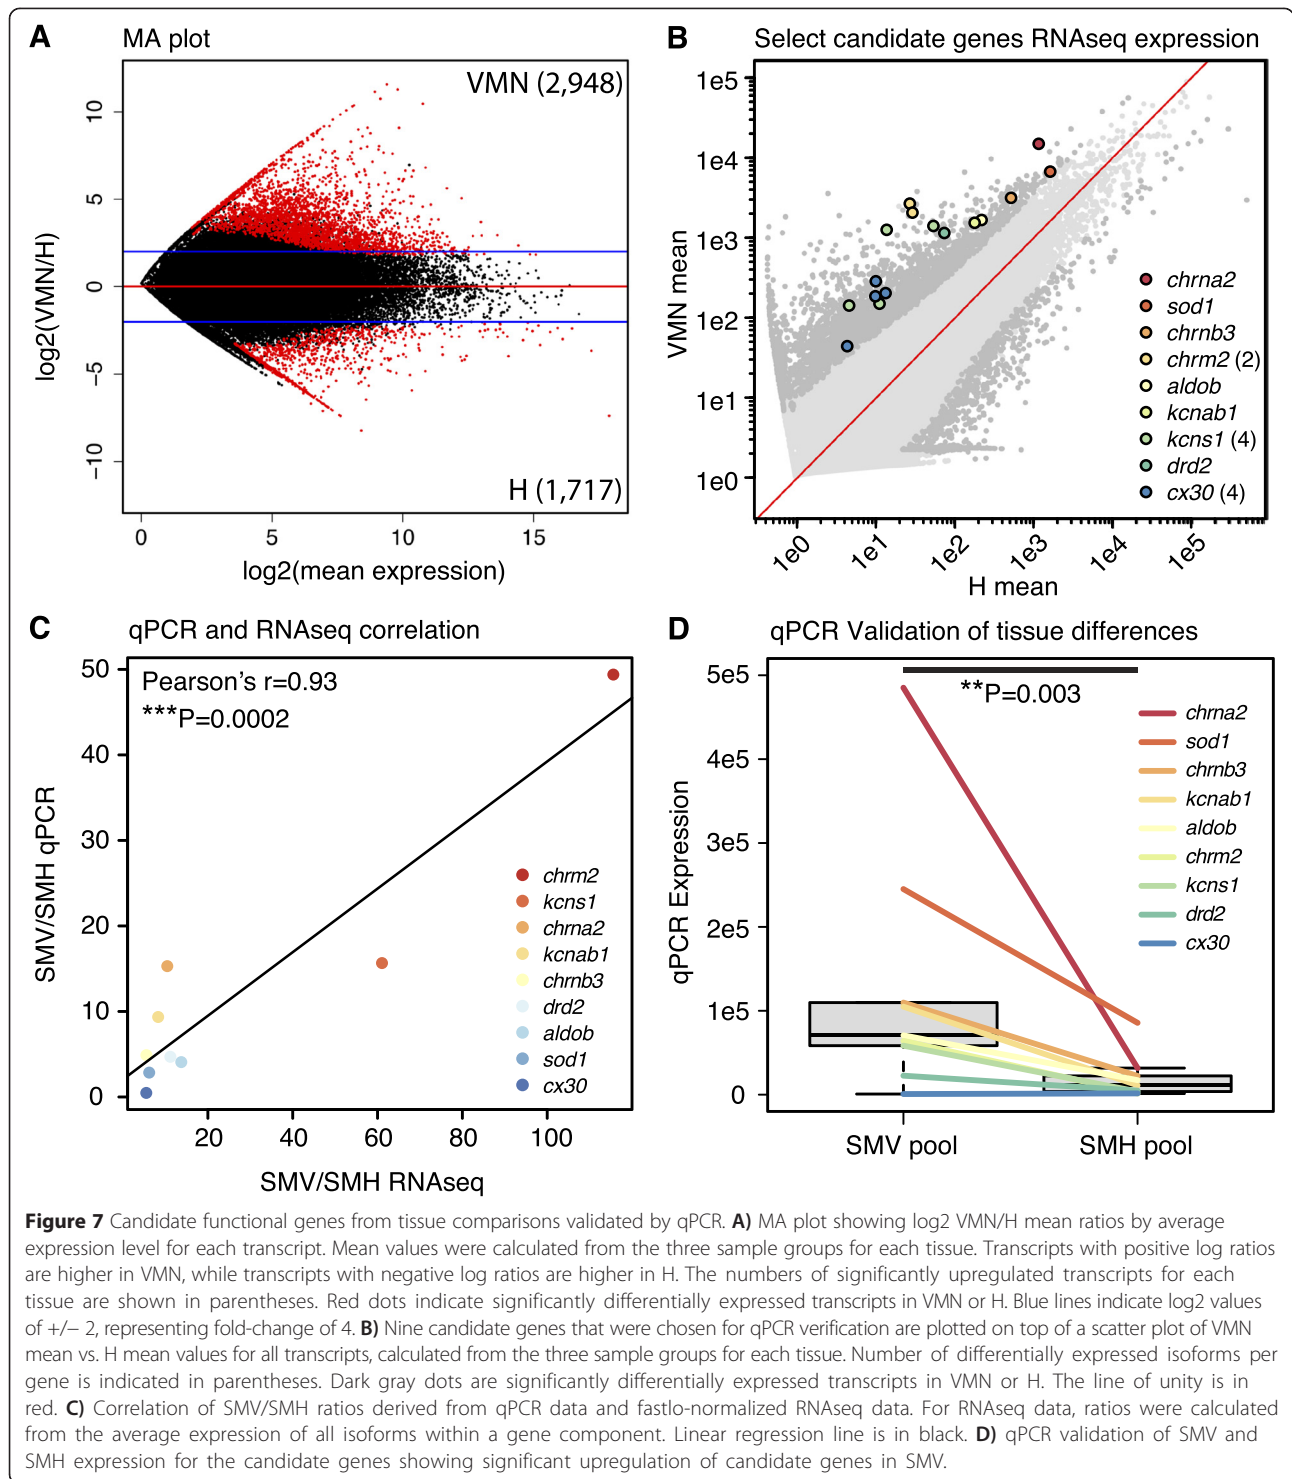 A MA plot
VMN (2,948)
H (1,717)
log2(VMN/H)
10
5
0
−5
−10
0 5 10 15
log2(mean expression)
B Select candidate genes RNAseq expression
VMN mean
1e5
1e4
1e3
1e2
1e1
1e0
chrna2
sod1
chrnb3
chrm2 (2)
aldob
kcnab1
kcns1 (4)
drd2
cx30 (4)
1e0 1e1 1e2 1e3 1e4 1e5
H mean
C qPCR and RNAseq correlation
Pearson's r=0.93
***P=0.0002
SMV/SMH qPCR
50
40
30
20
10
0
chrm2
kcns1
chrna2
kcnab1
chrnb3
drd2
aldob
sod1
cx30
20 40 60 80 100
SMV/SMH RNAseq
D qPCR Validation of tissue differences
**P=0.003
qPCR Expression
5e5
4e5
3e5
2e5
1e5
0
chrna2
sod1
chrnb3
kcnab1
aldob
chrm2
kcns1
drd2
cx30
SMV pool SMH pool
Figure 7 Candidate functional genes from tissue comparisons validated by qPCR. A) MA plot showing log2 VMN/H mean ratios by average
expression level for each transcript. Mean values were calculated from the three sample groups for each tissue. Transcripts with positive log ratios
are higher in VMN, while transcripts with negative log ratios are higher in H. The numbers of significantly upregulated transcripts for each
tissue are shown in parentheses. Red dots indicate significantly differentially expressed transcripts in VMN or H. Blue lines indicate log2 values
of +/− 2, representing fold-change of 4. B) Nine candidate genes that were chosen for qPCR verification are plotted on top of a scatter plot of VMN
mean vs. H mean values for all transcripts, calculated from the three sample groups for each tissue. Number of differentially expressed isoforms per
gene is indicated in parentheses. Dark gray dots are significantly differentially expressed transcripts in VMN or H. The line of unity is in
red. C) Correlation of SMV/SMH ratios derived from qPCR data and fastlo-normalized RNAseq data. For RNAseq data, ratios were calculated
from the average expression of all isoforms within a gene component. Linear regression line is in black. D) qPCR validation of SMV and
SMH expression for the candidate genes showing significant upregulation of candidate genes in SMV.